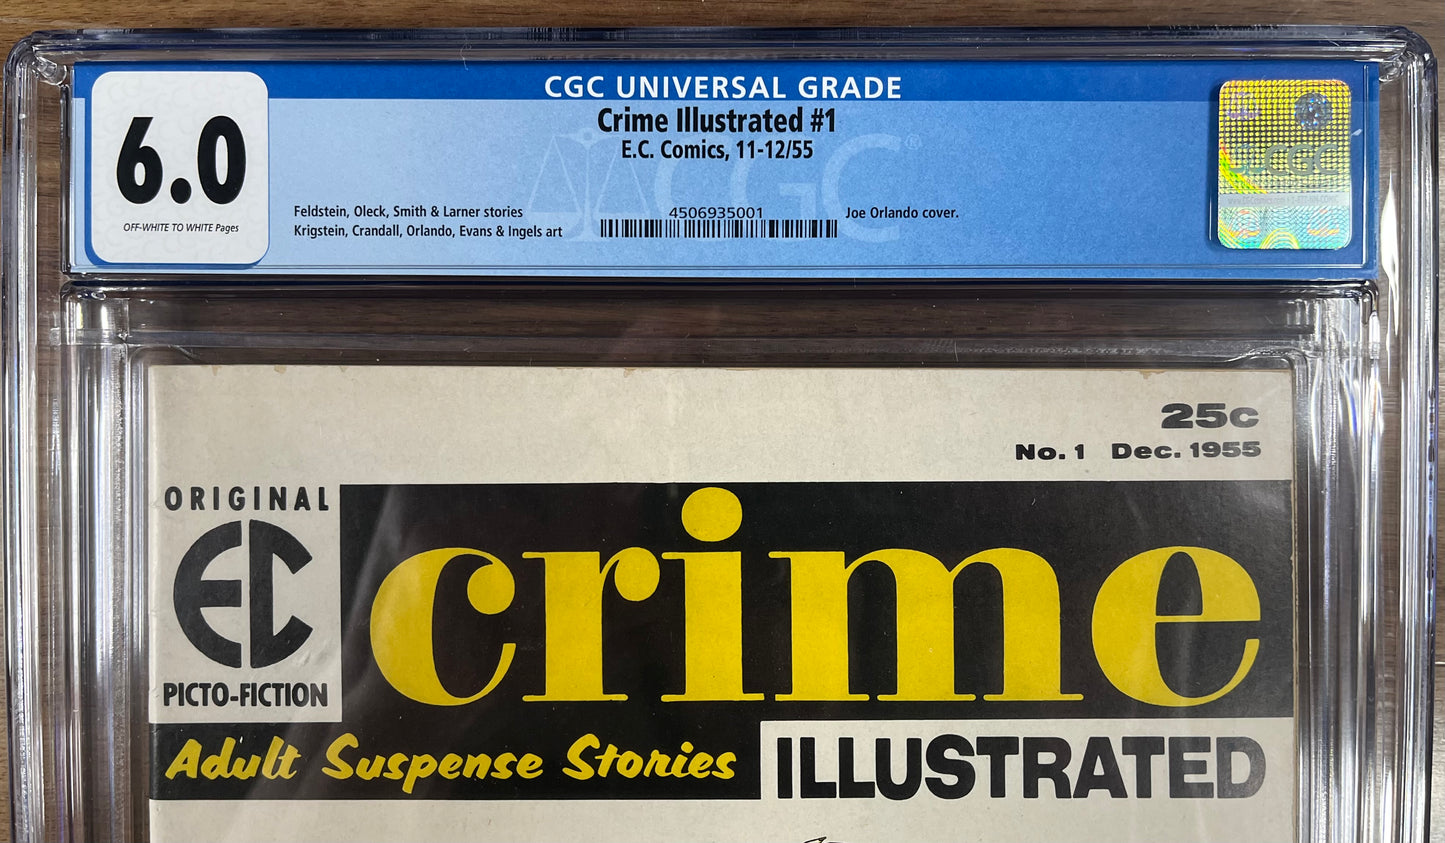 CGC UNIVERSAL GRADE
6.0
OFF-WHITE TO WHITE Pages
Crime Illustrated #1
E.C. Comics, 11-12/55
Feldstein, Oleck, Smith & Larner stories
Krigstein, Crandall, Orlando, Evans & Ingels art
4506935001
Joe Orlando cover.
CGC
CGC
25c
No. 1 Dec. 1955
ORIGINAL
EC
PICTO-FICTION
crime
Adult Suspense Stories
ILLUSTRATED